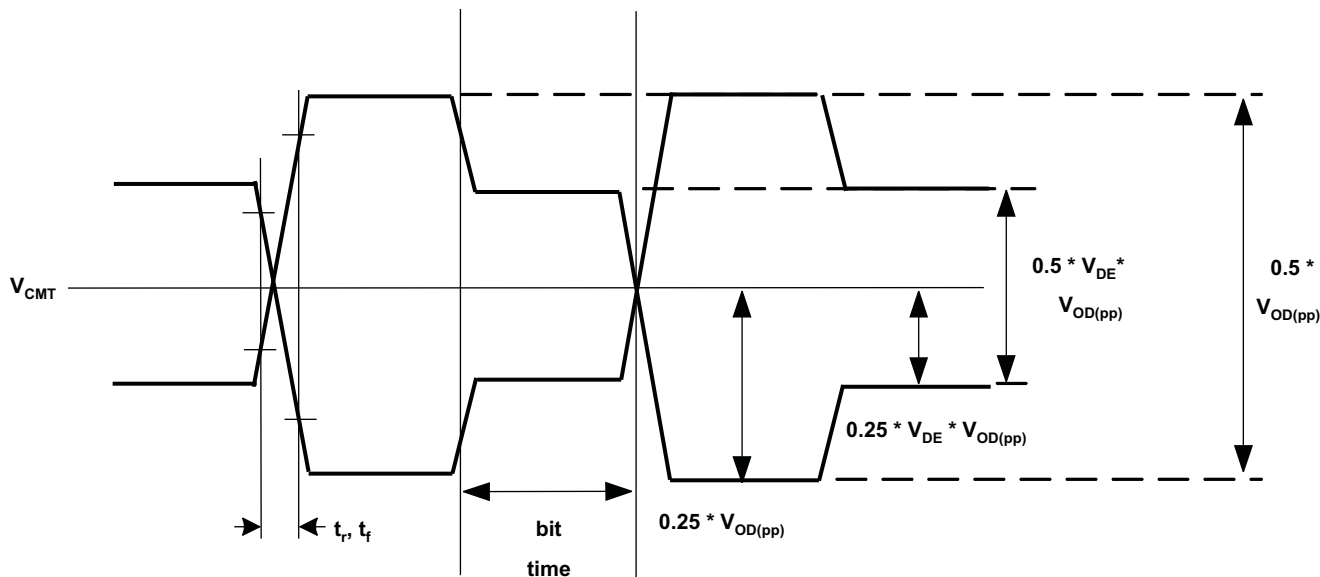 V_CMT
t_r, t_f
bit
time
0.25 * V_OD(pp)
0.25 * V_DE * V_OD(pp)
0.5 * V_DE*
V_OD(pp)
0.5 *
V_OD(pp)